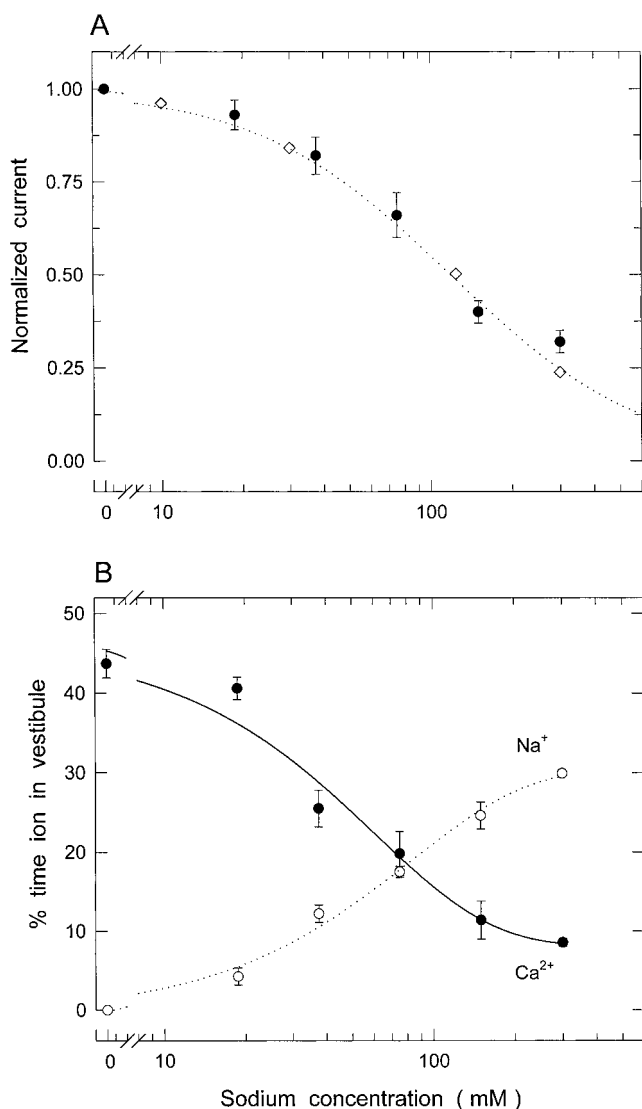 A
Normalized current
1.00
0.75
0.50
0.25
0.00
0
10
100
B
% time ion in vestibule
50
40
30
20
10
0
Na+
Ca2+
0
10
100
Sodium concentration ( mM )